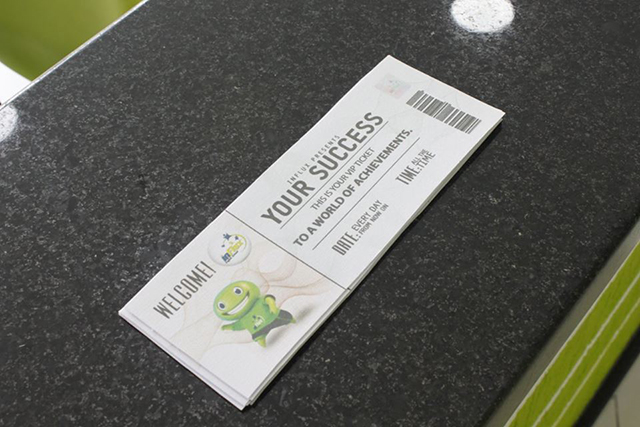 INFLUX PRESENTS
YOUR SUCCESS
THIS IS YOUR VIP TICKET
TO A WORLD OF ACHIEVEMENTS.
DATE: EVERY DAY
FROM NOW ON
TIME: ALL THE
TIME
WELCOME!